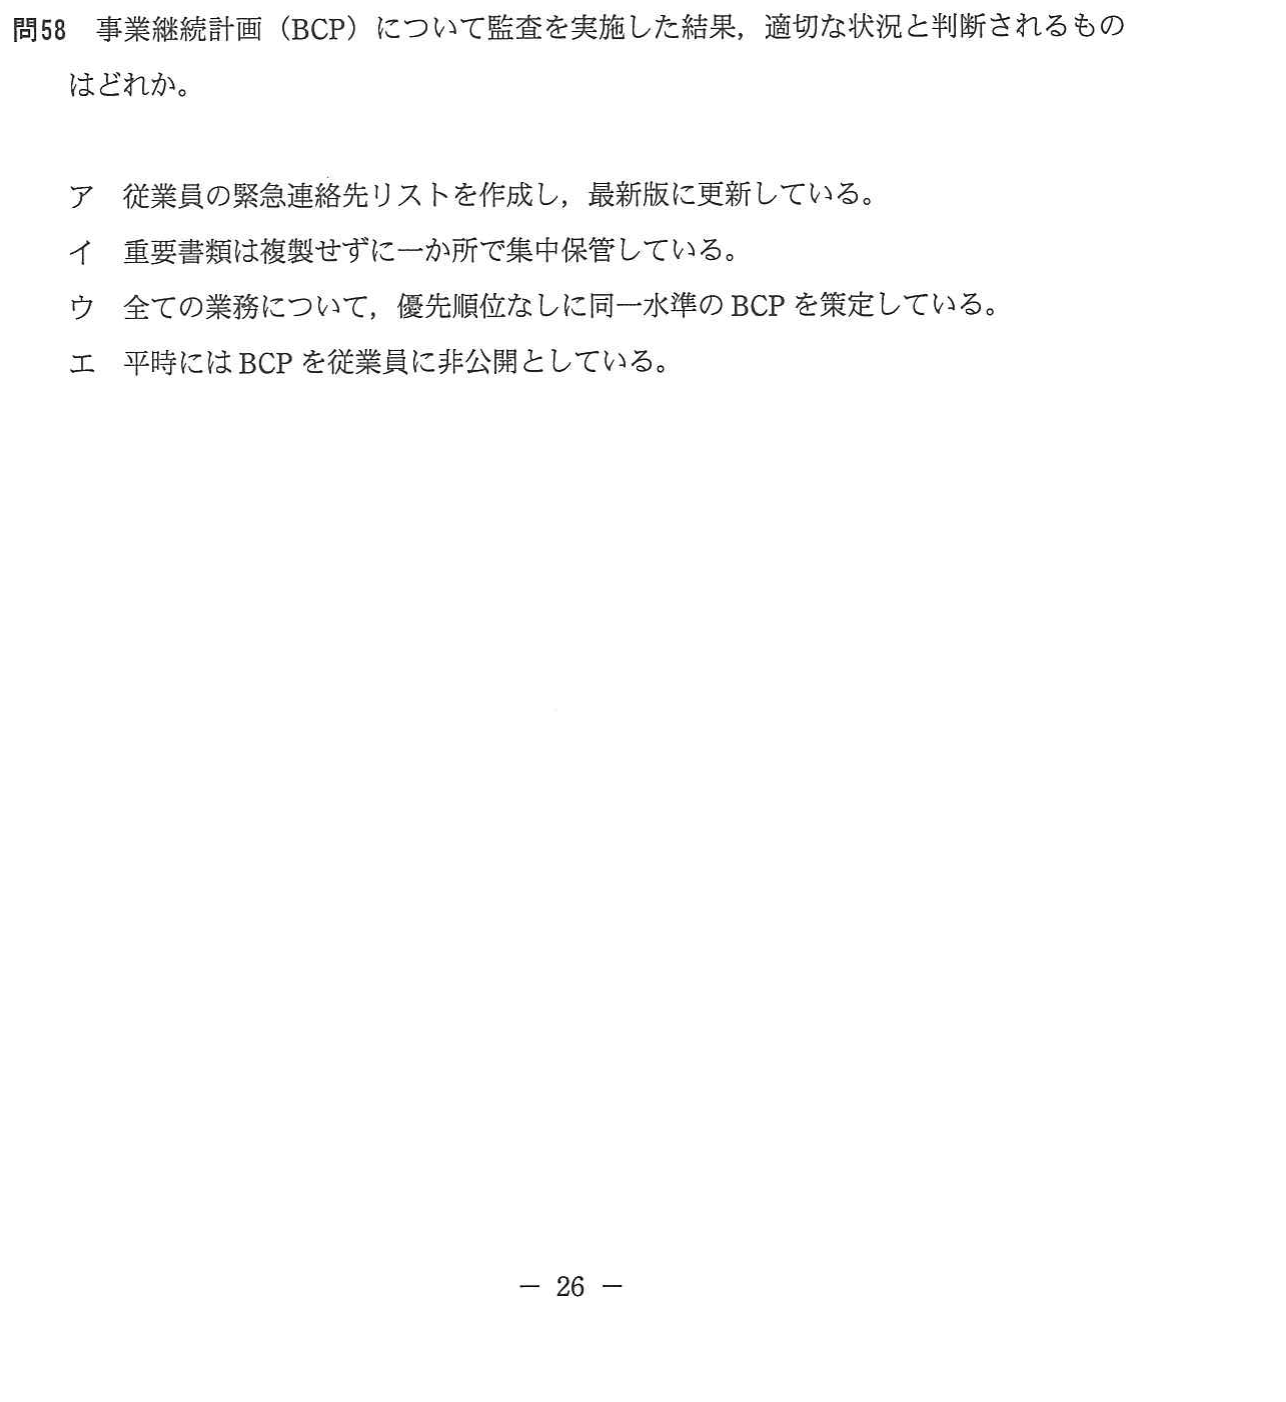 問58　事業継続計画（BCP）について監査を実施した結果，適切な状況と判断されるもの
はどれか。
ア　従業員の緊急連絡先リストを作成し，最新版に更新している。
イ　重要書類は複製せずに一か所で集中保管している。
ウ　全ての業務について，優先順位なしに同一水準の BCP を策定している。
エ　平時には BCP を従業員に非公開としている。
－ 26 －